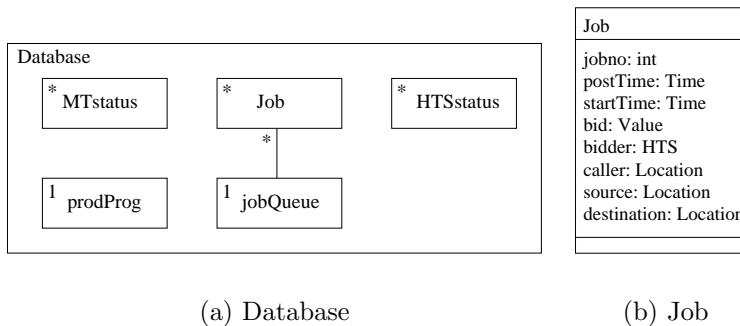 Database
* MTstatus
* Job
* HTSstatus
*
1 prodProg
1 jobQueue
(a) Database
Job
jobno: int
postTime: Time
startTime: Time
bid: Value
bidder: HTS
caller: Location
source: Location
destination: Location
(b) Job